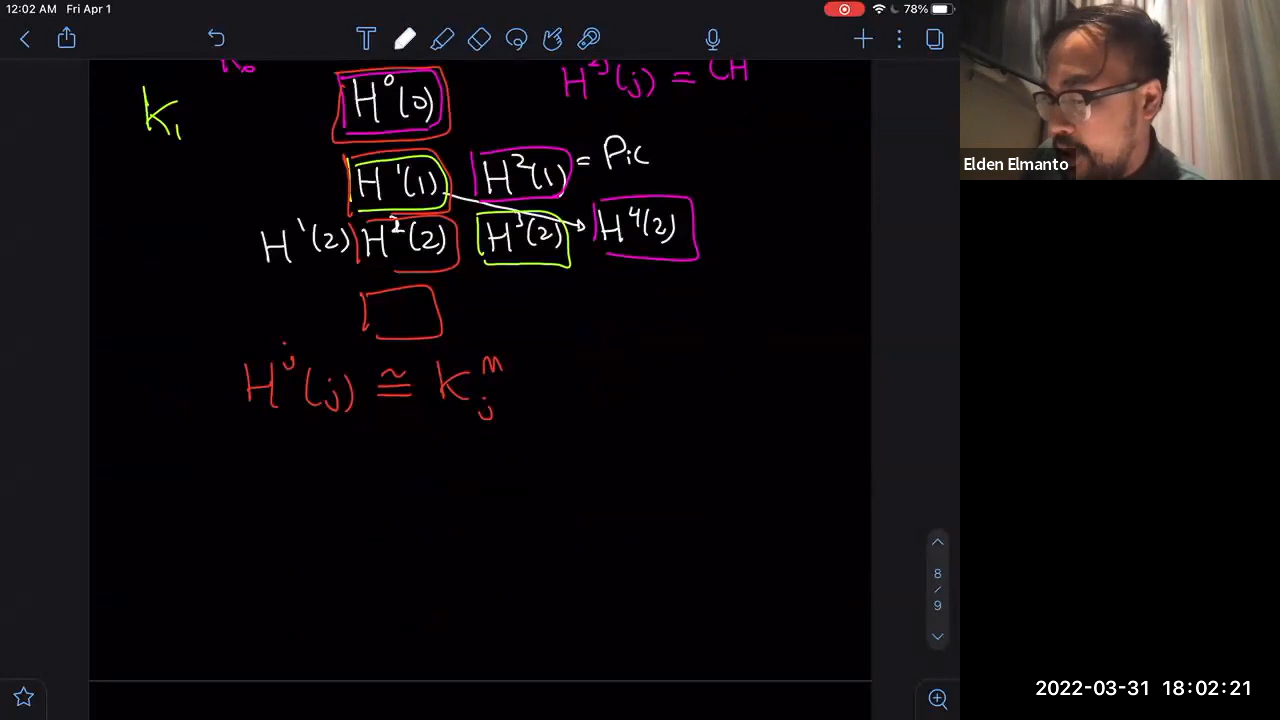 12:02 AM Fri Apr 1
78%
K₀
H²ʲ(j) = CH
K₁
H⁰(0)
H¹(1) H²(1) = Pic
H¹(2) H²(2) H³(2) H⁴(2)
Hʲ(j) ≅ Kⱼᴹ
Elden Elmanto
8
/
9
2022-03-31 18:02:21